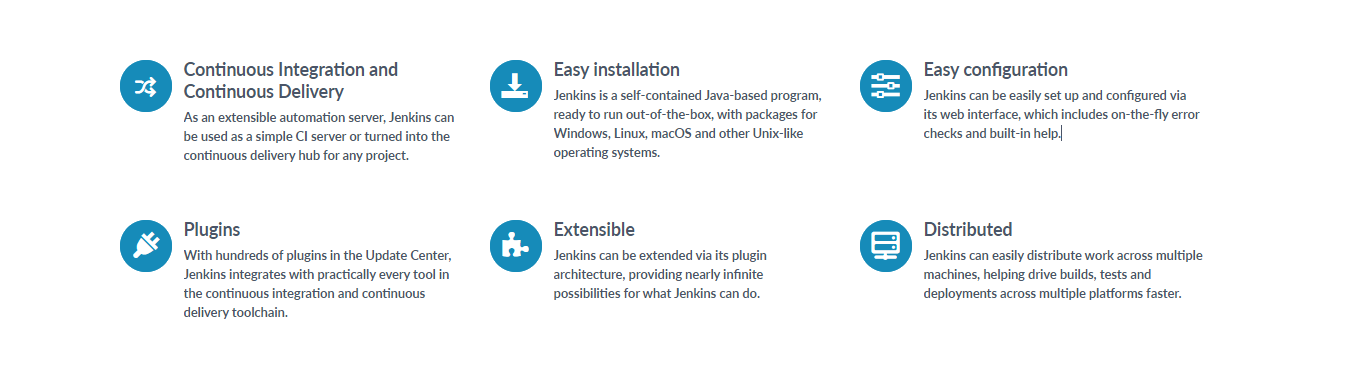 Continuous Integration and
Continuous Delivery
As an extensible automation server, Jenkins can
be used as a simple CI server or turned into the
continuous delivery hub for any project.
Easy installation
Jenkins is a self-contained Java-based program,
ready to run out-of-the-box, with packages for
Windows, Linux, macOS and other Unix-like
operating systems.
Easy configuration
Jenkins can be easily set up and configured via
its web interface, which includes on-the-fly error
checks and built-in help.
Plugins
With hundreds of plugins in the Update Center,
Jenkins integrates with practically every tool in
the continuous integration and continuous
delivery toolchain.
Extensible
Jenkins can be extended via its plugin
architecture, providing nearly infinite
possibilities for what Jenkins can do.
Distributed
Jenkins can easily distribute work across multiple
machines, helping drive builds, tests and
deployments across multiple platforms faster.